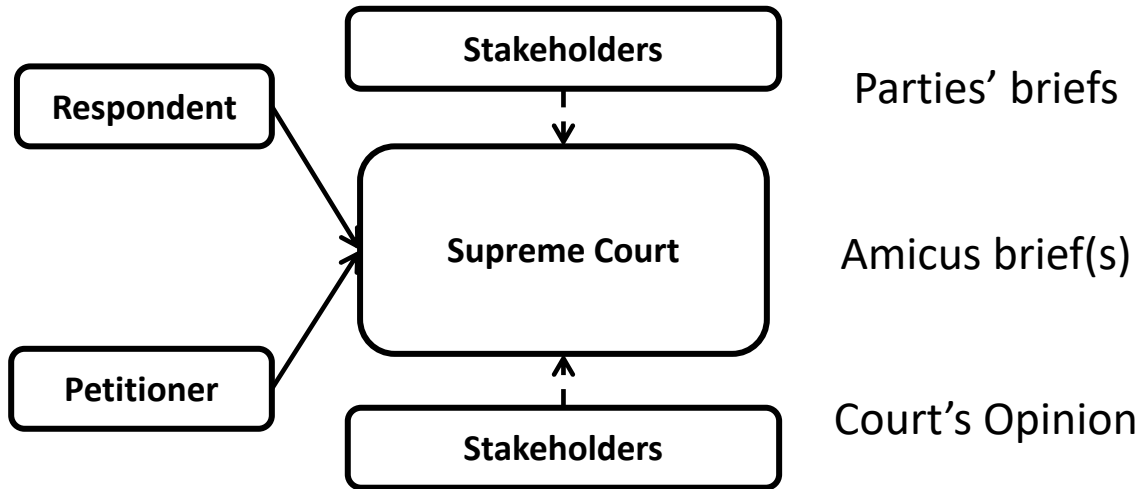 Stakeholders
Respondent
Parties’ briefs
Supreme Court
Amicus brief(s)
Petitioner
Court’s Opinion
Stakeholders